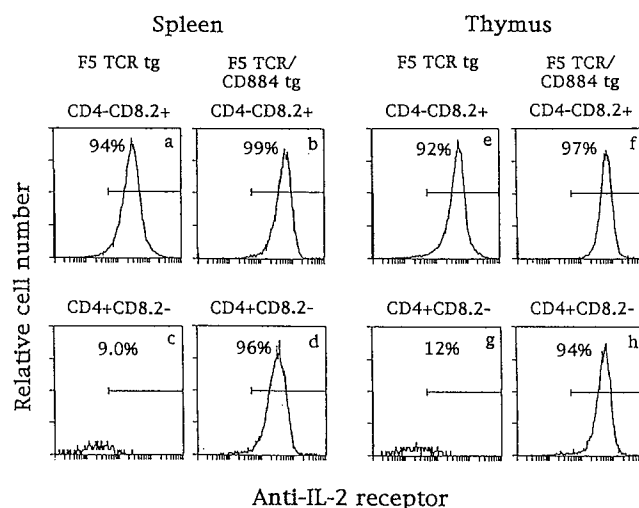 Spleen Thymus
F5 TCR tg F5 TCR/ CD884 tg F5 TCR tg F5 TCR/ CD884 tg
CD4-CD8.2+ CD4-CD8.2+ CD4-CD8.2+ CD4-CD8.2+
94% a 99% b 92% e 97% f
CD4+CD8.2- CD4+CD8.2- CD4+CD8.2- CD4+CD8.2-
9.0% c 96% d 12% g 94% h
Relative cell number
Anti-IL-2 receptor